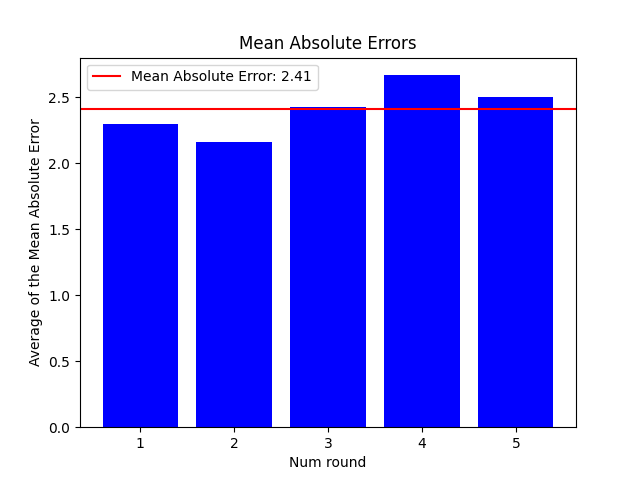 Mean Absolute Errors
Mean Absolute Error: 2.41
Average of the Mean Absolute Error
2.5
2.0
1.5
1.0
0.5
0.0
1 2 3 4 5
Num round